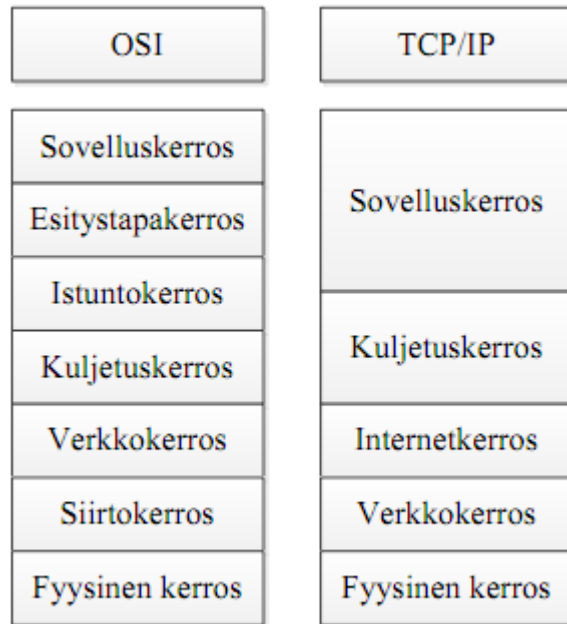 OSI
Sovelluskerros
Esitystapakerros
Istuntokerros
Kuljetuskerros
Verkkokerros
Siirtokerros
Fyysinen kerros
TCP/IP
Sovelluskerros
Kuljetuskerros
Internetkerros
Verkkokerros
Fyysinen kerros